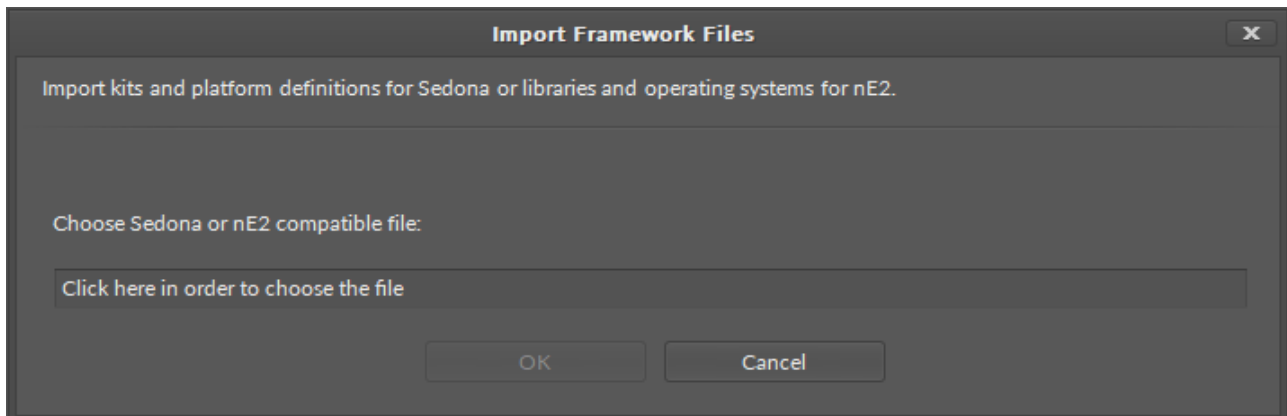 Import Framework Files
x
Import kits and platform definitions for Sedona or libraries and operating systems for nE2.
Choose Sedona or nE2 compatible file:
Click here in order to choose the file
OK Cancel